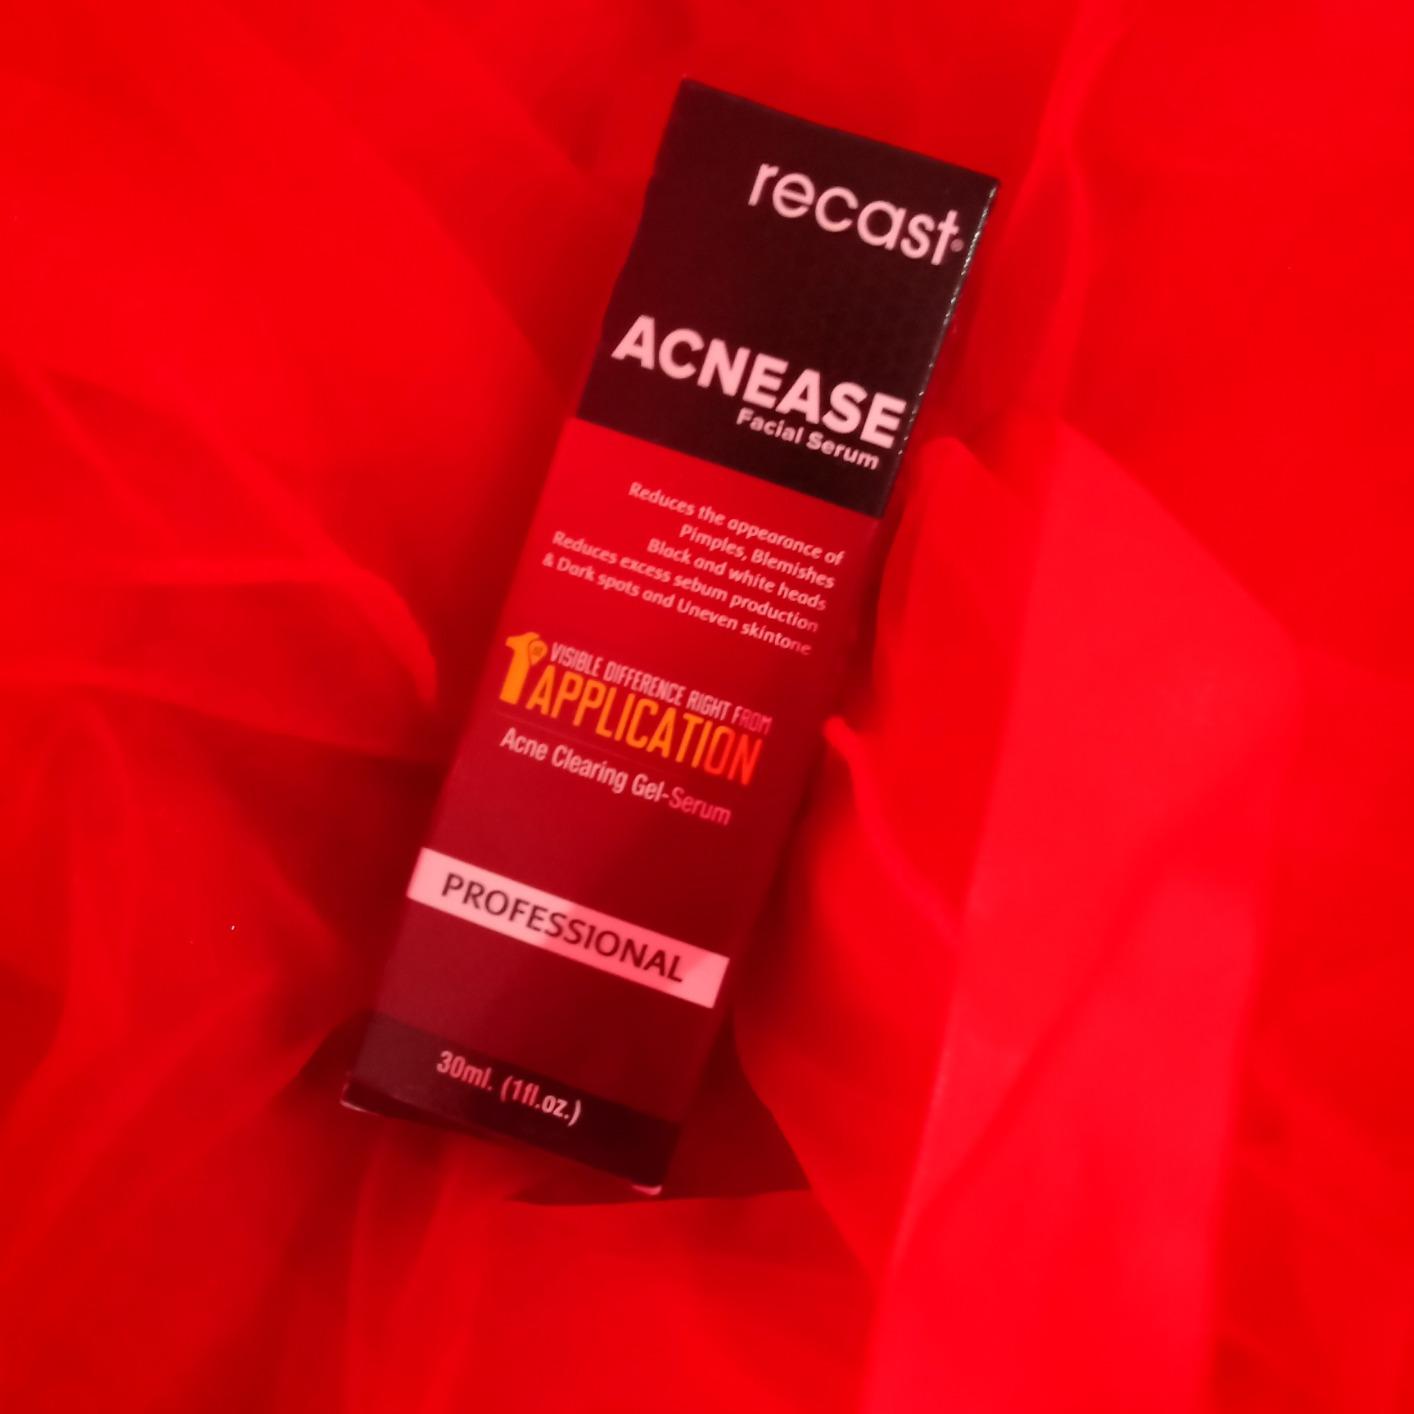 recast®
ACNEASE
Facial Serum
Reduces the appearance of
Pimples, Blemishes
Black and white heads
Reduces excess sebum production
& Dark spots and Uneven skintone
1st VISIBLE DIFFERENCE RIGHT FROM
APPLICATION
Acne Clearing Gel-Serum
PROFESSIONAL
30ml. (1fl.oz.)